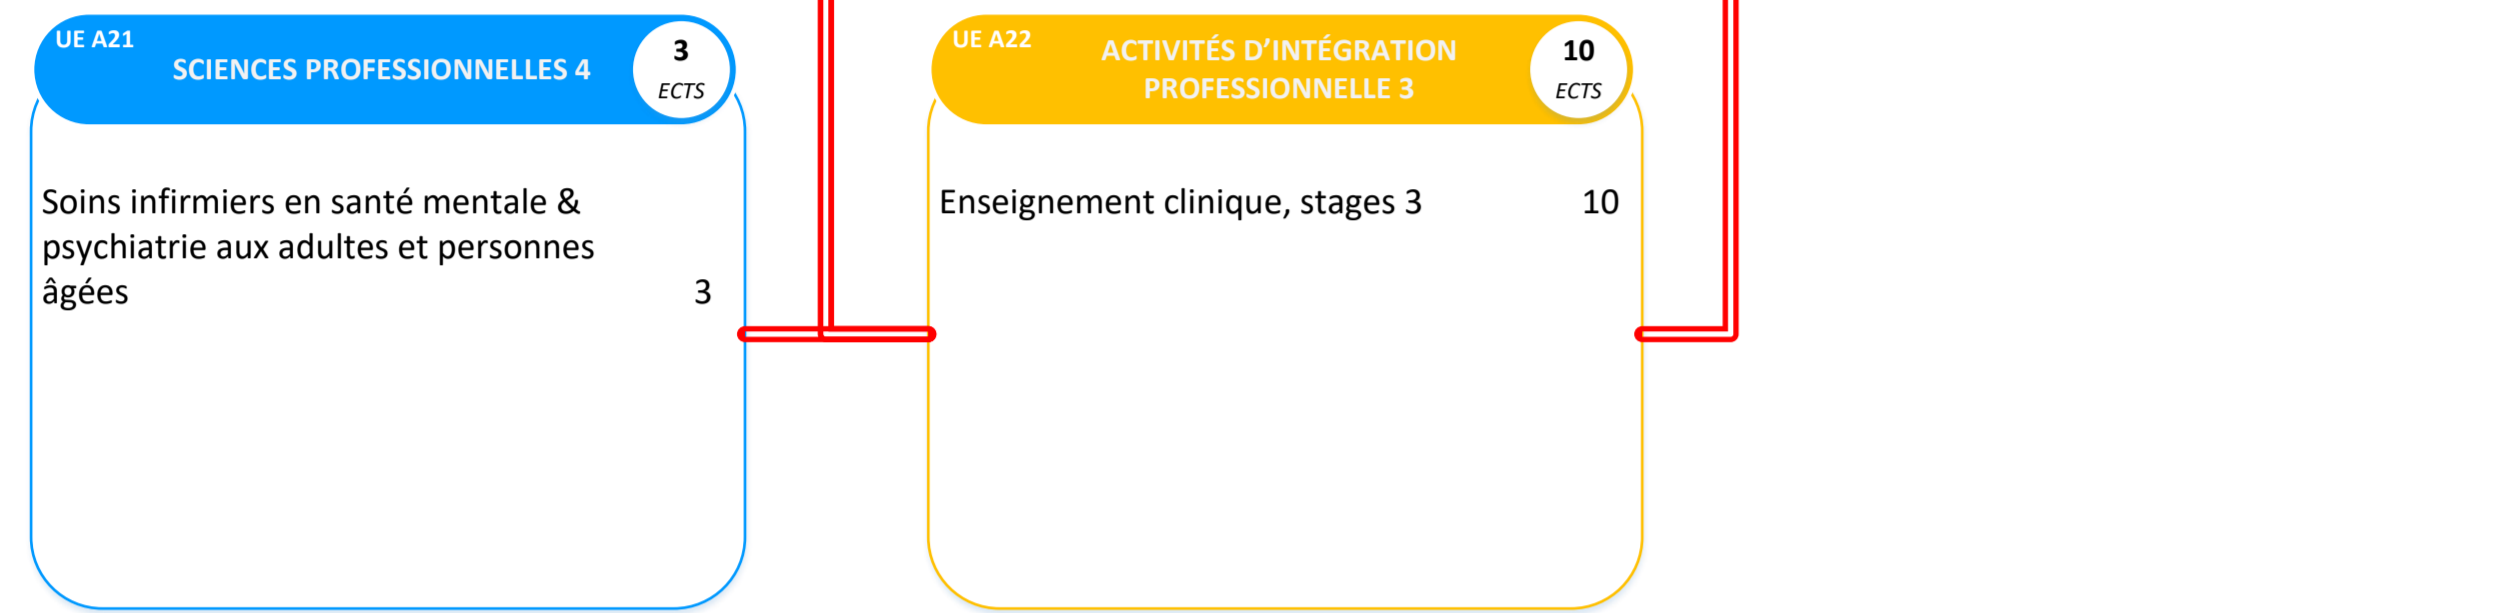 UE A21
SCIENCES PROFESSIONNELLES 4
3
ECTS
Soins infirmiers en santé mentale &
psychiatrie aux adultes et personnes
âgées 3
UE A22
ACTIVITÉS D’INTÉGRATION
PROFESSIONNELLE 3
10
ECTS
Enseignement clinique, stages 3 10